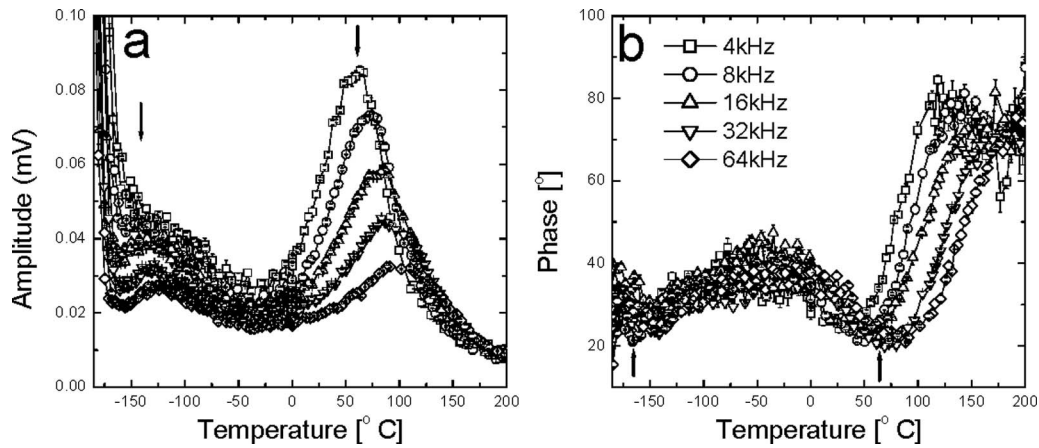 a
0.10
0.08
0.06
0.04
0.02
0.00
Amplitude (mV)
-150 -100 -50 0 50 100 150 200
Temperature [° C]
b
100
80
60
40
20
Phase [°]
4kHz
8kHz
16kHz
32kHz
64kHz
-150 -100 -50 0 50 100 150 200
Temperature [° C]